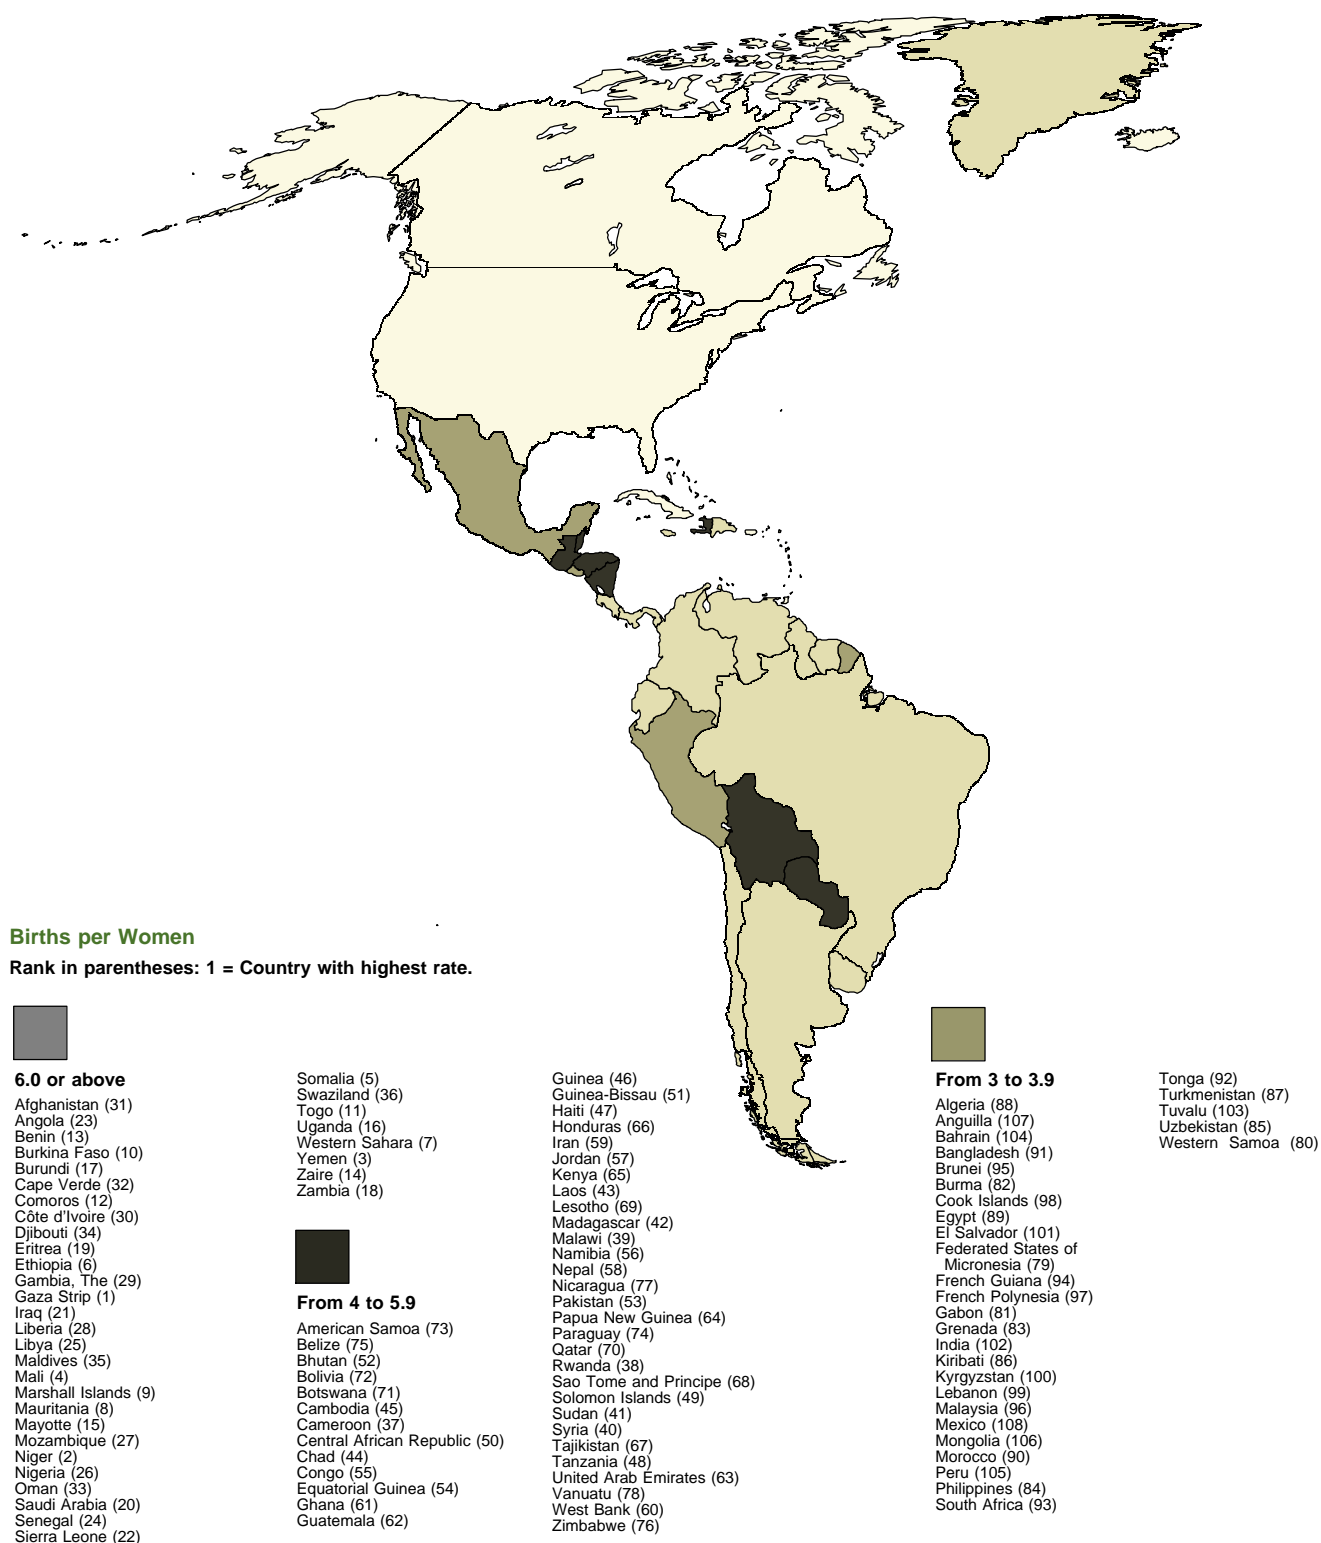 Births per Women
Rank in parentheses: 1 = Country with highest rate.
6.0 or above
Afghanistan (31)
Angola (23)
Benin (13)
Burkina Faso (10)
Burundi (17)
Cape Verde (32)
Comoros (12)
Côte d'Ivoire (30)
Djibouti (34)
Eritrea (19)
Ethiopia (6)
Gambia, The (29)
Gaza Strip (1)
Iraq (21)
Liberia (28)
Libya (25)
Maldives (35)
Mali (4)
Marshall Islands (9)
Mauritania (8)
Mayotte (15)
Mozambique (27)
Niger (2)
Nigeria (26)
Oman (33)
Saudi Arabia (20)
Senegal (24)
Sierra Leone (22)
Somalia (5)
Swaziland (36)
Togo (11)
Uganda (16)
Western Sahara (7)
Yemen (3)
Zaire (14)
Zambia (18)
From 4 to 5.9
American Samoa (73)
Belize (75)
Bhutan (52)
Bolivia (72)
Botswana (71)
Cambodia (45)
Cameroon (37)
Central African Republic (50)
Chad (44)
Congo (55)
Equatorial Guinea (54)
Ghana (61)
Guatemala (62)
Guinea (46)
Guinea-Bissau (51)
Haiti (47)
Honduras (66)
Iran (59)
Jordan (57)
Kenya (65)
Laos (43)
Lesotho (69)
Madagascar (42)
Malawi (39)
Namibia (56)
Nepal (58)
Nicaragua (77)
Pakistan (53)
Papua New Guinea (64)
Paraguay (74)
Qatar (70)
Rwanda (38)
Sao Tome and Principe (68)
Solomon Islands (49)
Sudan (41)
Syria (40)
Tajikistan (67)
Tanzania (48)
United Arab Emirates (63)
Vanuatu (78)
West Bank (60)
Zimbabwe (76)
From 3 to 3.9
Algeria (88)
Anguilla (107)
Bahrain (104)
Bangladesh (91)
Brunei (95)
Burma (82)
Cook Islands (98)
Egypt (89)
El Salvador (101)
Federated States of
Micronesia (79)
French Guiana (94)
French Polynesia (97)
Gabon (81)
Grenada (83)
India (102)
Kiribati (86)
Kyrgyzstan (100)
Lebanon (99)
Malaysia (96)
Mexico (108)
Mongolia (106)
Morocco (90)
Peru (105)
Philippines (84)
South Africa (93)
Tonga (92)
Turkmenistan (87)
Tuvalu (103)
Uzbekistan (85)
Western Samoa (80)